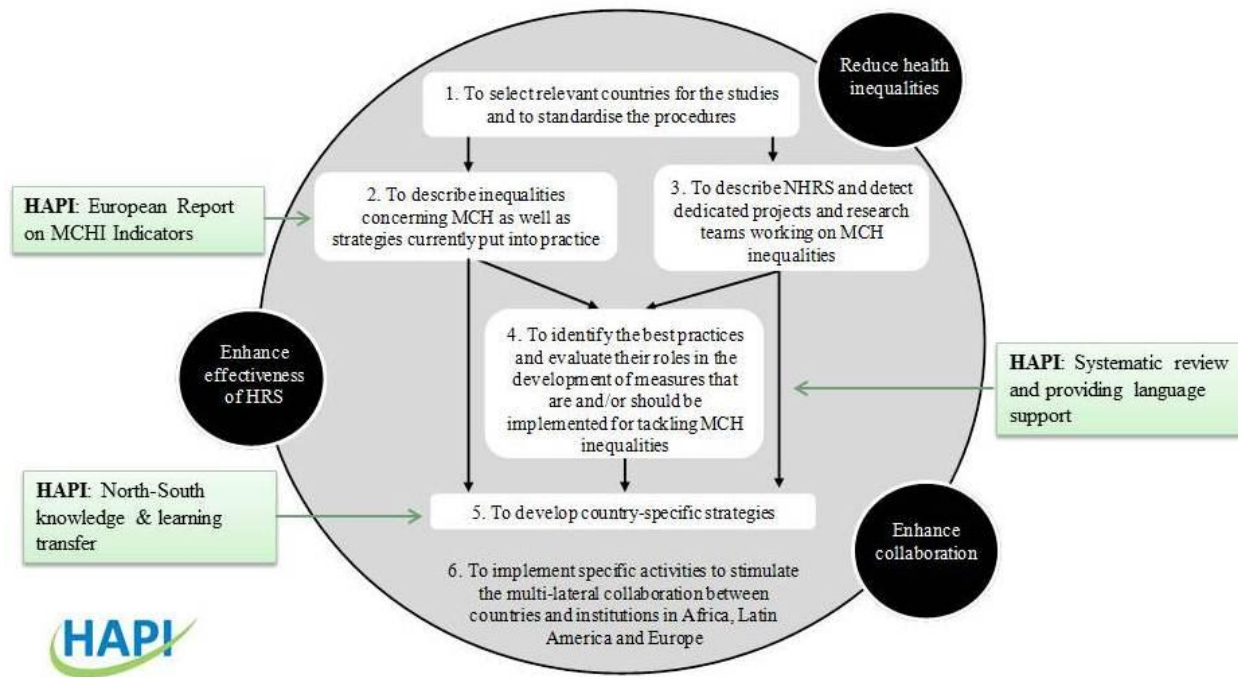 Reduce health
inequalities
1. To select relevant countries for the studies
and to standardise the procedures
HAPI: European Report
on MCHI Indicators
2. To describe inequalities
concerning MCH as well as
strategies currently put into practice
3. To describe NHRS and detect
dedicated projects and research
teams working on MCH
inequalities
Enhance
effectiveness
of HRS
4. To identify the best practices
and evaluate their roles in the
development of measures that
are and/or should be
implemented for tackling MCH
inequalities
HAPI: Systematic review
and providing language
support
HAPI: North-South
knowledge & learning
transfer
5. To develop country-specific strategies
Enhance
collaboration
6. To implement specific activities to stimulate
the multi-lateral collaboration between
countries and institutions in Africa, Latin
America and Europe
HAPI